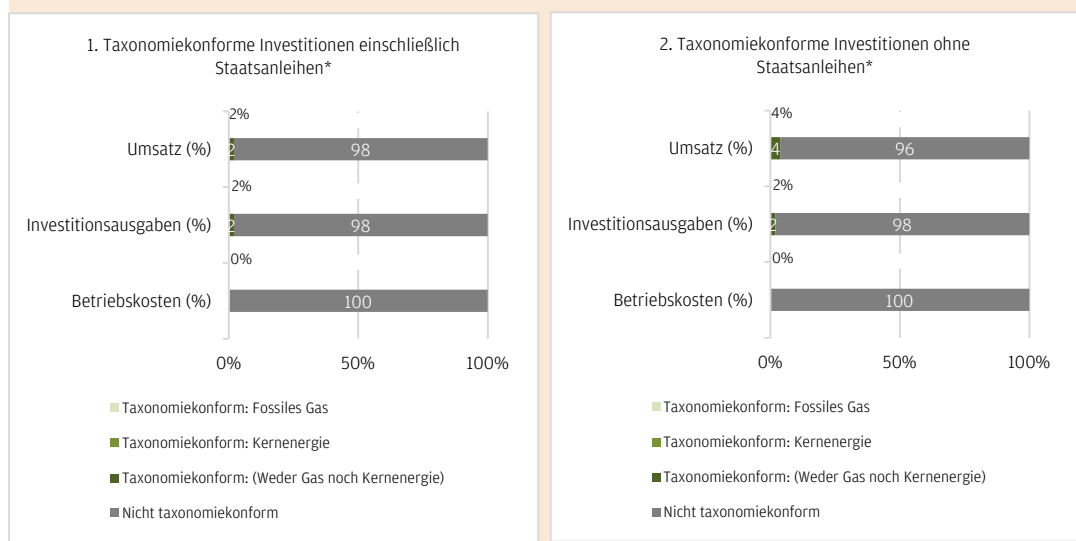 1. Taxonomiekonforme Investitionen einschließlich
Staatsanleihen*
2%
Umsatz (%)
2
98
2%
Investitionsausgaben (%)
2
98
0%
Betriebskosten (%)
100
0%
50%
100%
Taxonomiekonform: Fossiles Gas
Taxonomiekonform: Kernenergie
Taxonomiekonform: (Weder Gas noch Kernenergie)
Nicht taxonomiekonform
2. Taxonomiekonforme Investitionen ohne
Staatsanleihen*
4%
Umsatz (%)
4
96
2%
Investitionsausgaben (%)
2
98
0%
Betriebskosten (%)
100
0%
50%
100%
Taxonomiekonform: Fossiles Gas
Taxonomiekonform: Kernenergie
Taxonomiekonform: (Weder Gas noch Kernenergie)
Nicht taxonomiekonform